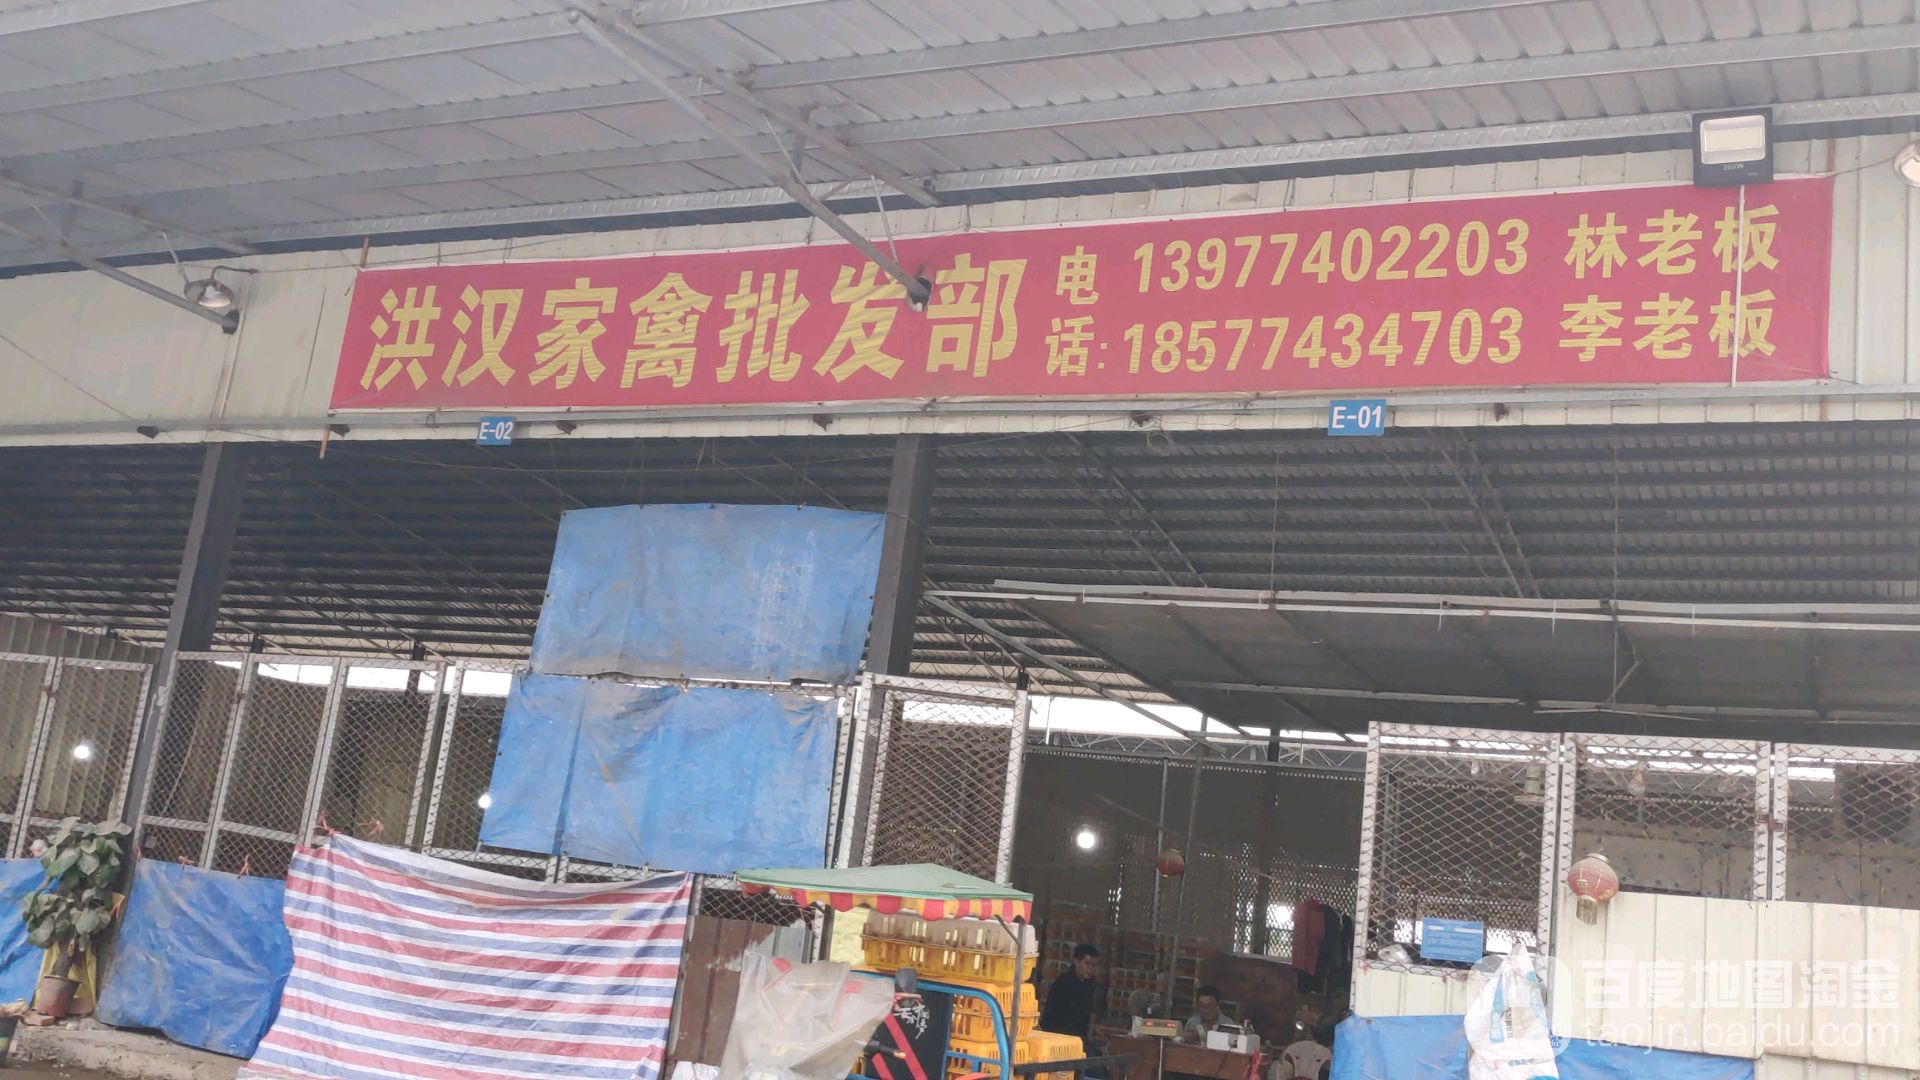 洪汉家禽批发部
电话: 13977402203 林老板
18577434703 李老板
E-02
E-01
百度地图淘金
taojin.baidu.com